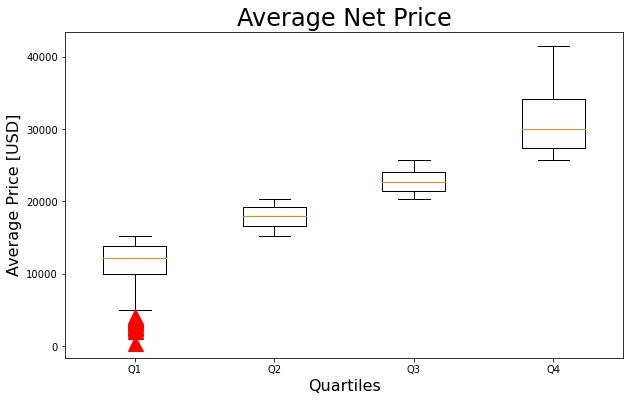 Average Net Price
Average Price [USD]
40000
30000
20000
10000
0
Q1 Q2 Q3 Q4
Quartiles